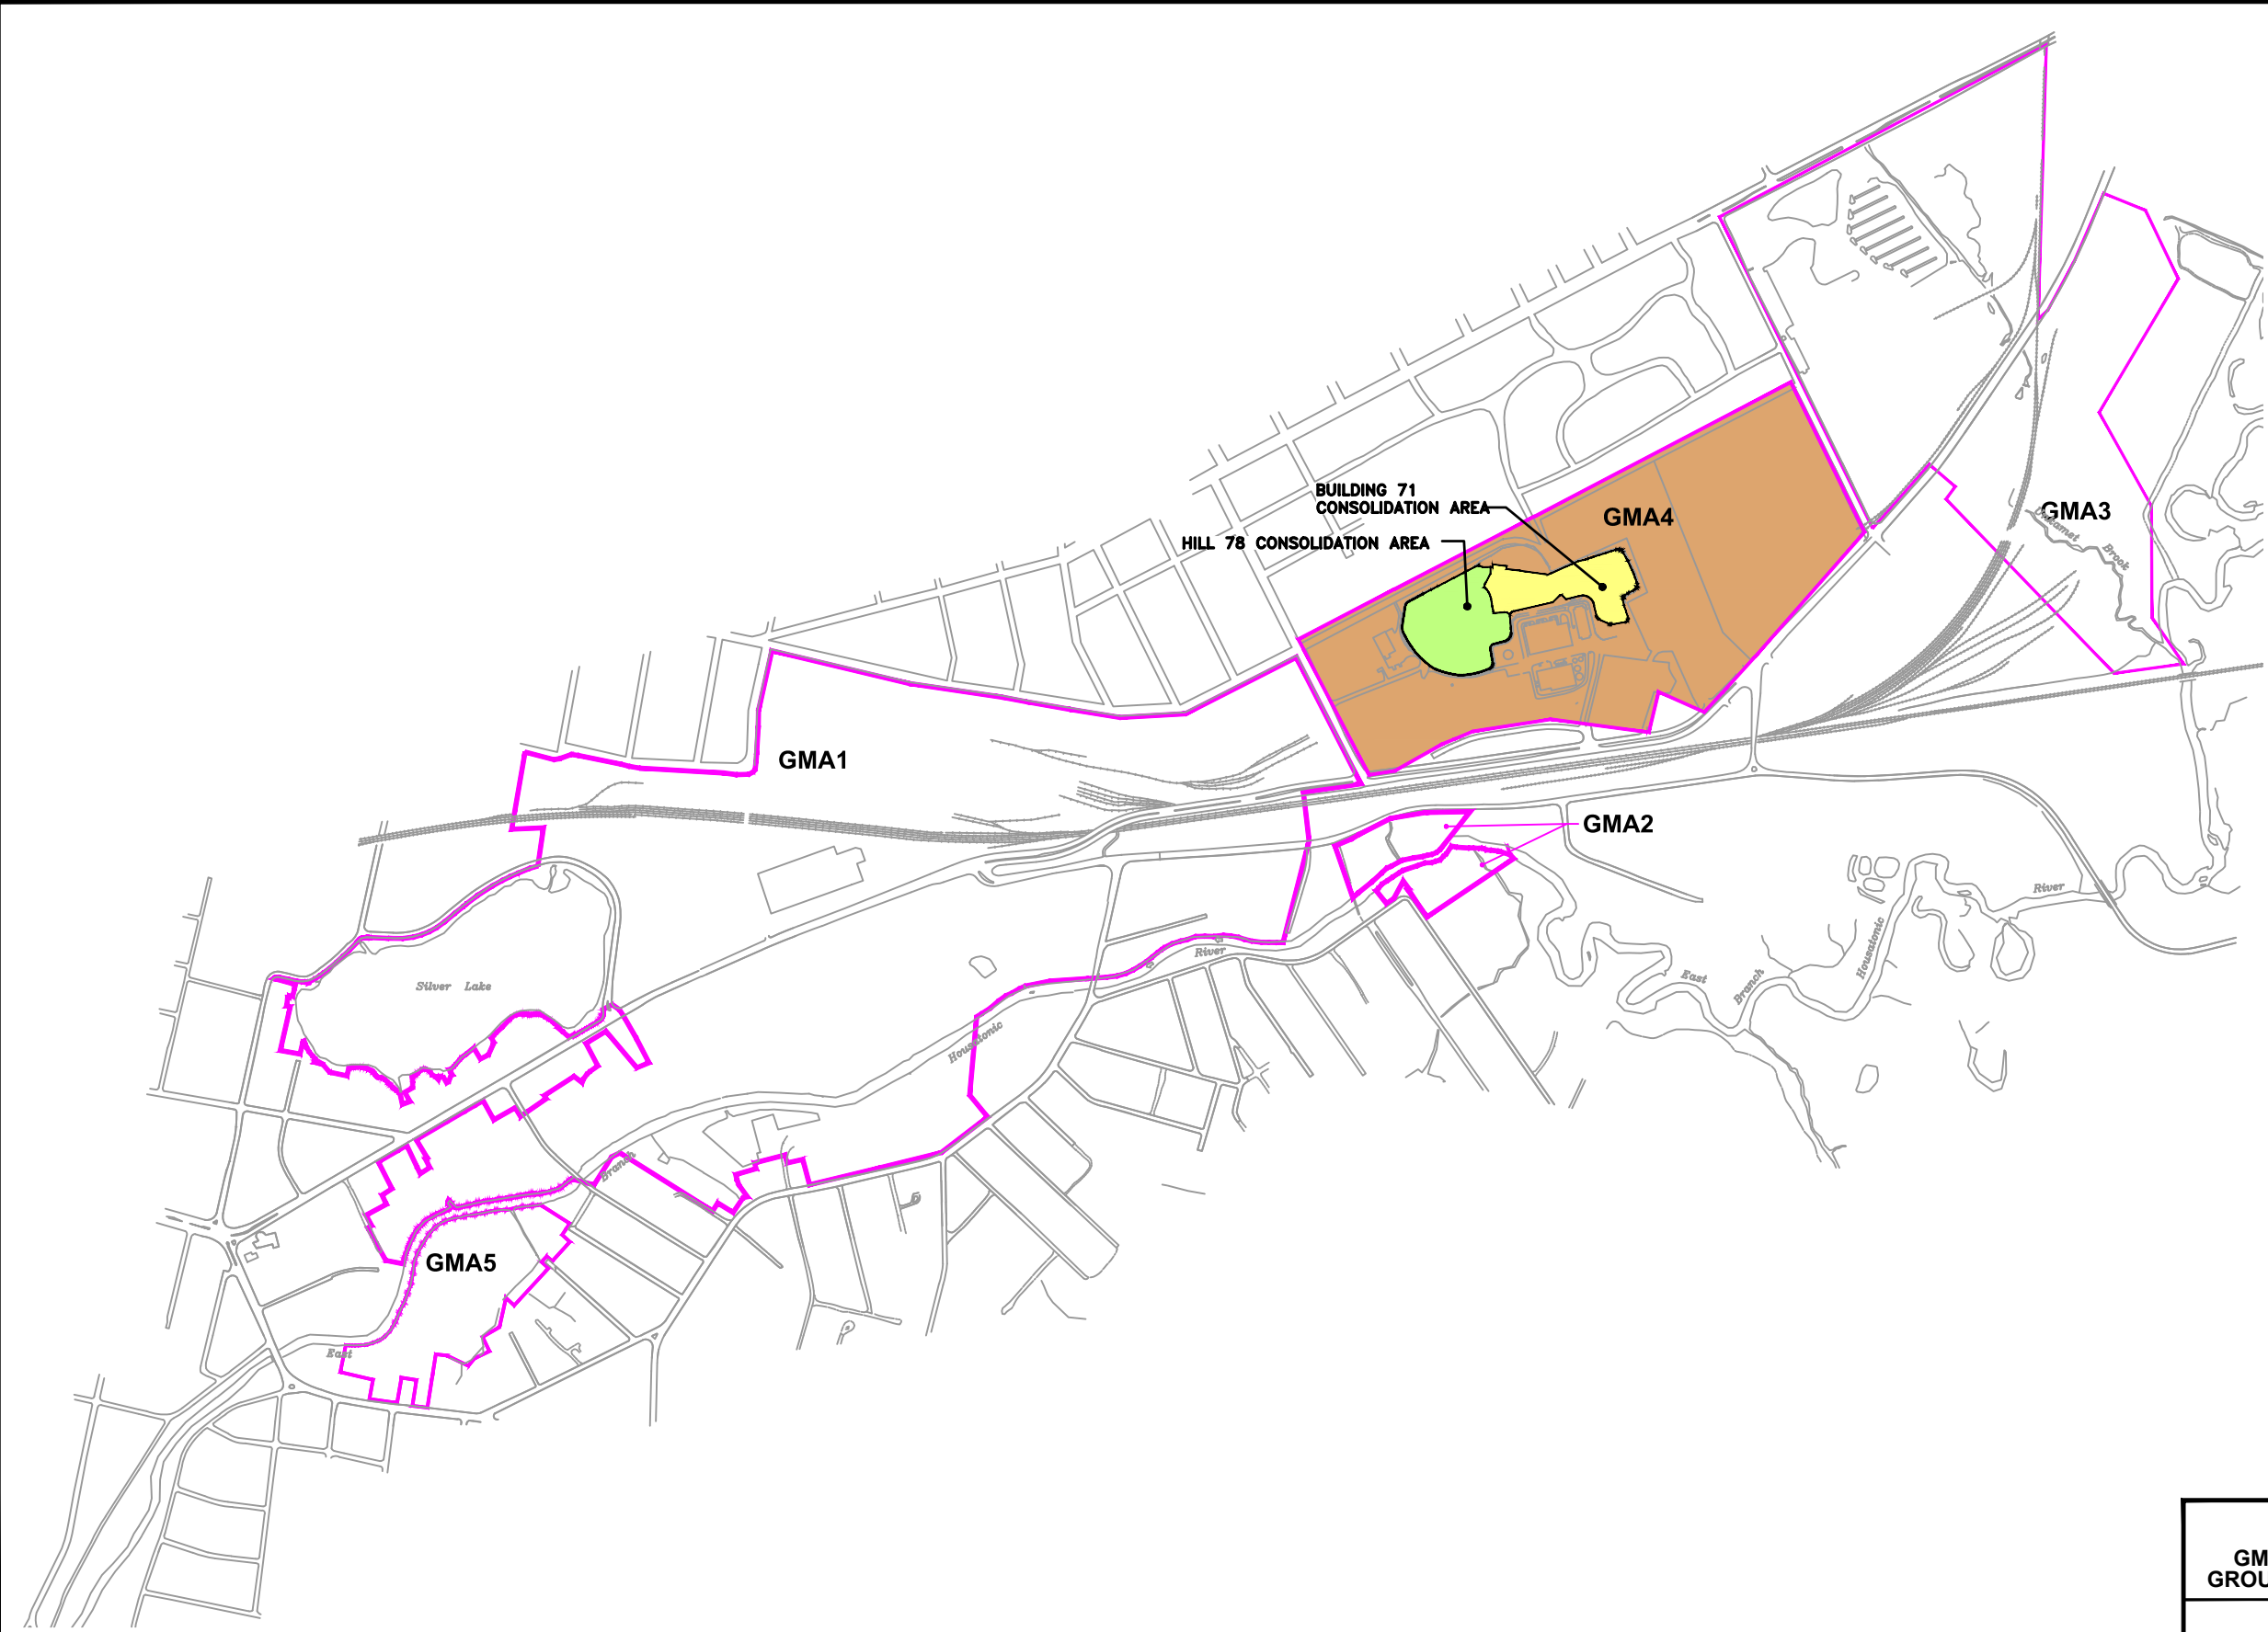 BUILDING 71
CONSOLIDATION AREA
GMA4
GMA3
HILL 78 CONSOLIDATION AREA
Brook
GMA1
GMA2
River
Silver Lake
River
East
Branch
Housatonic
Housatonic
Branch
GMA5
East
GM
GROU